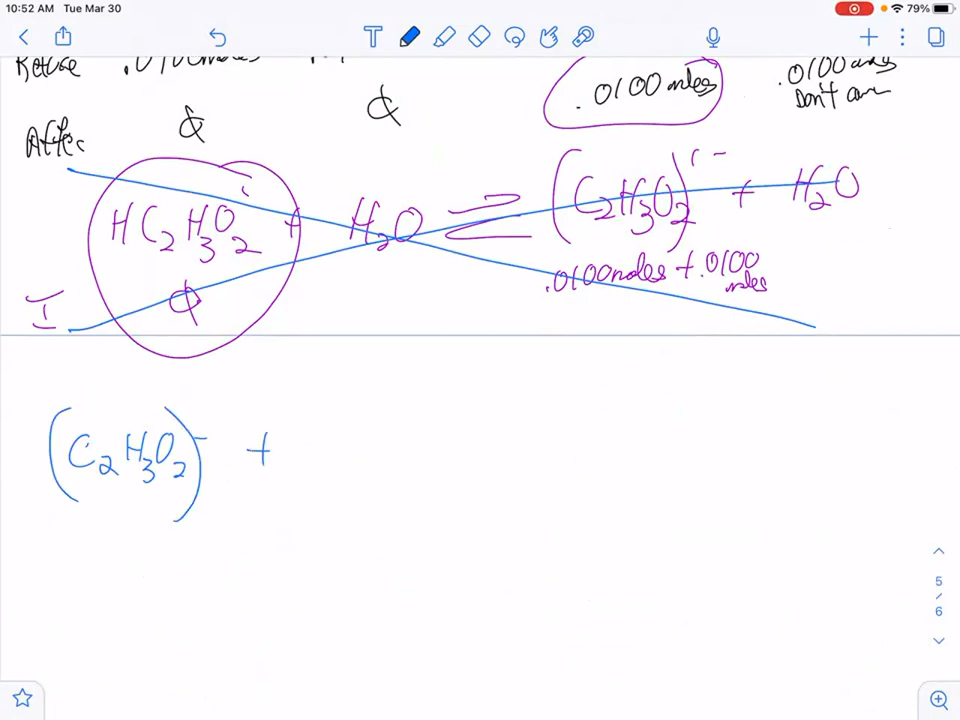 10:52 AM Tue Mar 30 79%
.0100 moles .0100 moles
Don't care
After ϕ ϕ
HC2H3O2 + H2O ⇌ (C2H3O2)1- + H2O
I ϕ .0100 moles + .0100 moles
(C2H3O2)- +
5
/
6